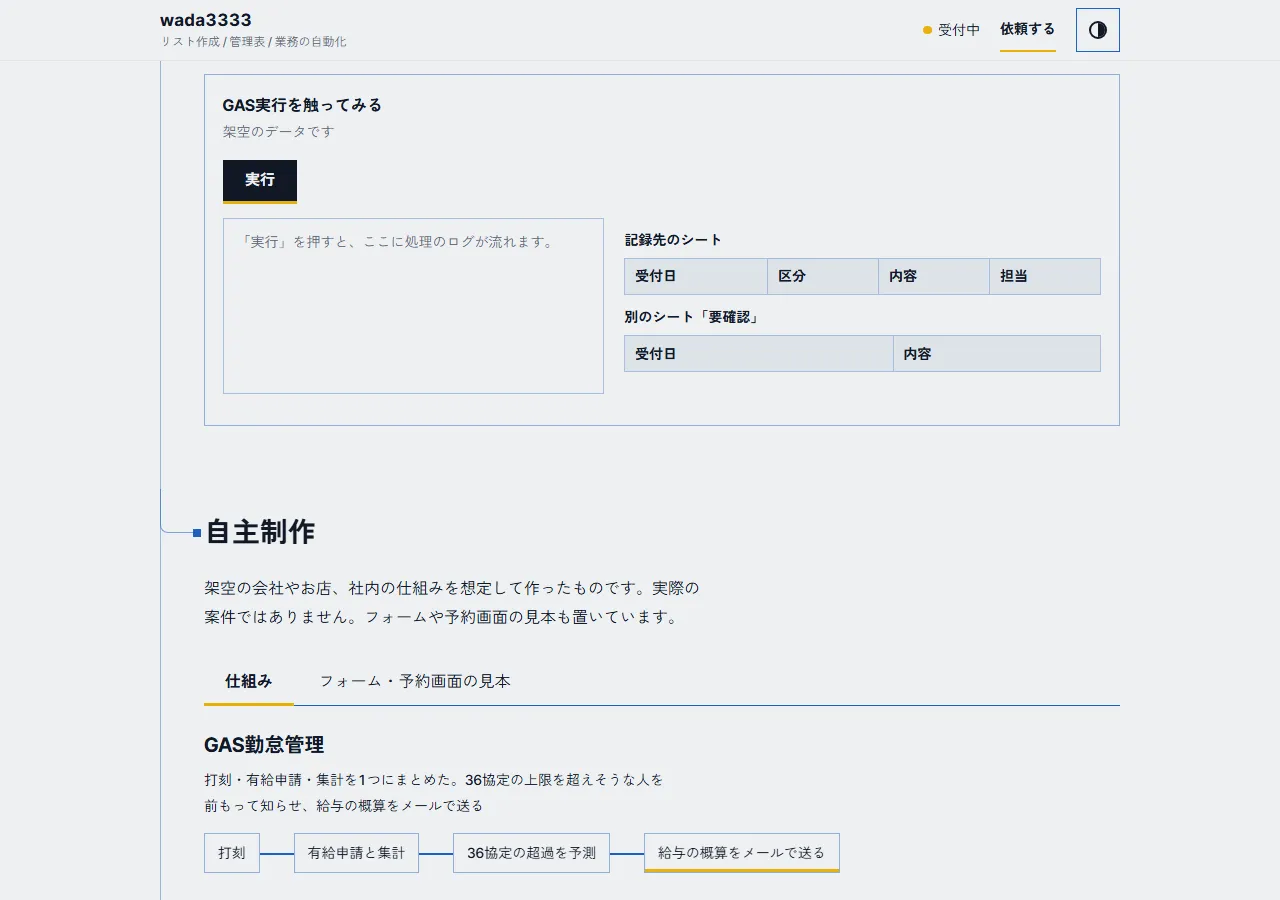 wada3333
リスト作成 / 管理表 / 業務の自動化
受付中
依頼する
GAS実行を触ってみる
架空のデータです
実行
「実行」を押すと、ここに処理のログが流れます。
記録先のシート
受付日 区分 内容 担当
別のシート「要確認」
受付日 内容
自主制作
架空の会社やお店、社内の仕組みを想定して作ったものです。実際の
案件ではありません。フォームや予約画面の見本も置いています。
仕組み フォーム・予約画面の見本
GAS勤怠管理
打刻・有給申請・集計を1つにまとめた。36協定の上限を超えそうな人を
前もって知らせ、給与の概算をメールで送る
打刻 有給申請と集計 36協定の超過を予測 給与の概算をメールで送る